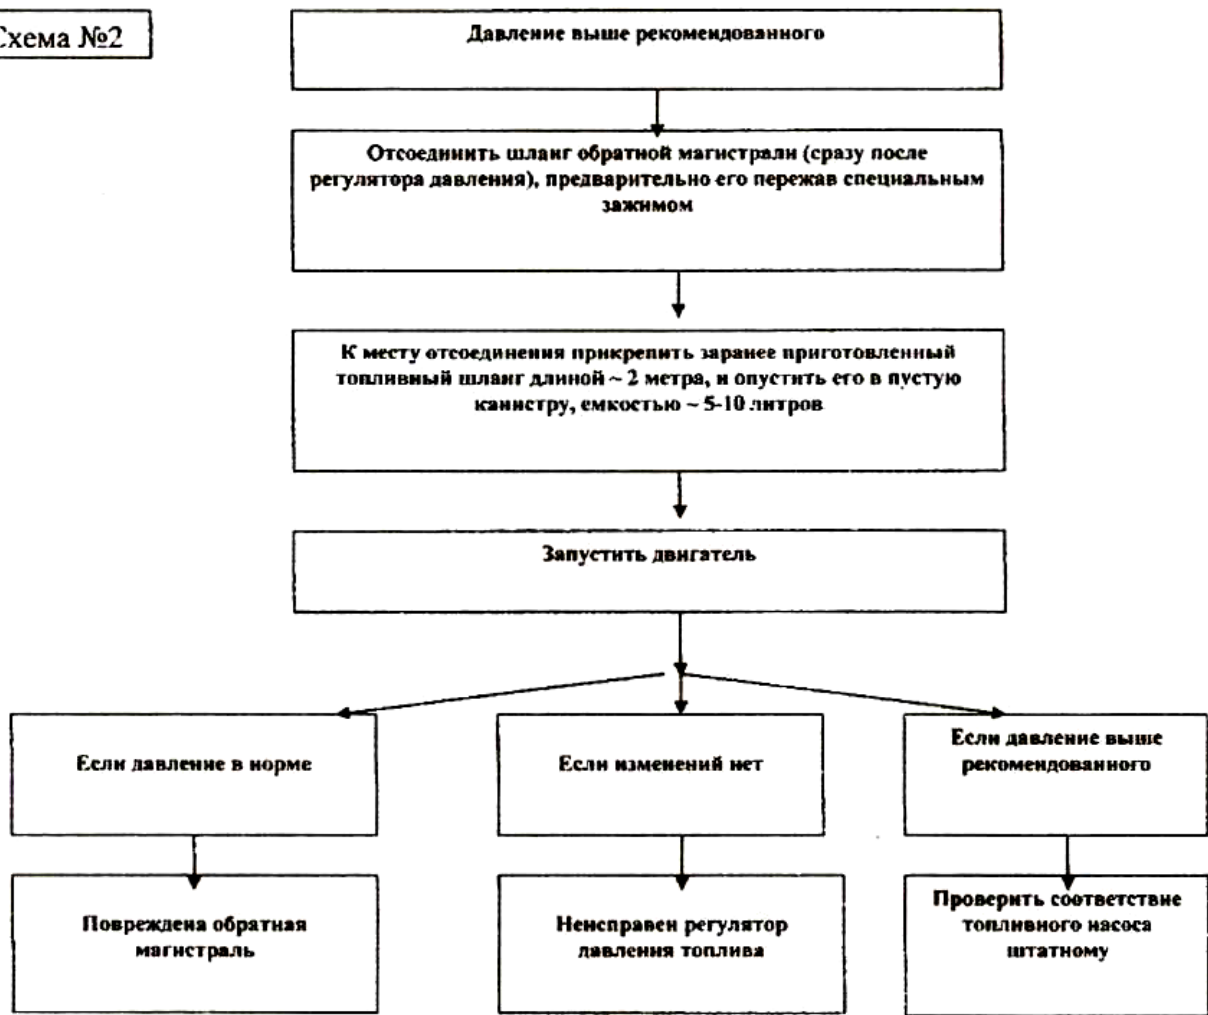 Схема №2
Давление выше рекомендованного
Отсоединить шланг обратной магистрали (сразу после
регулятора давления), предварительно его пережав специальным
зажимом
К месту отсоединения прикрепить заранее приготовленный
топливный шланг длиной ~ 2 метра, и опустить его в пустую
канистру, емкостью ~ 5-10 литров
Запустить двигатель
Если давление в норме
Если изменений нет
Если давление выше
рекомендованного
Повреждена обратная
магистраль
Неисправен регулятор
давления топлива
Проверить соответствие
топливного насоса
штатному